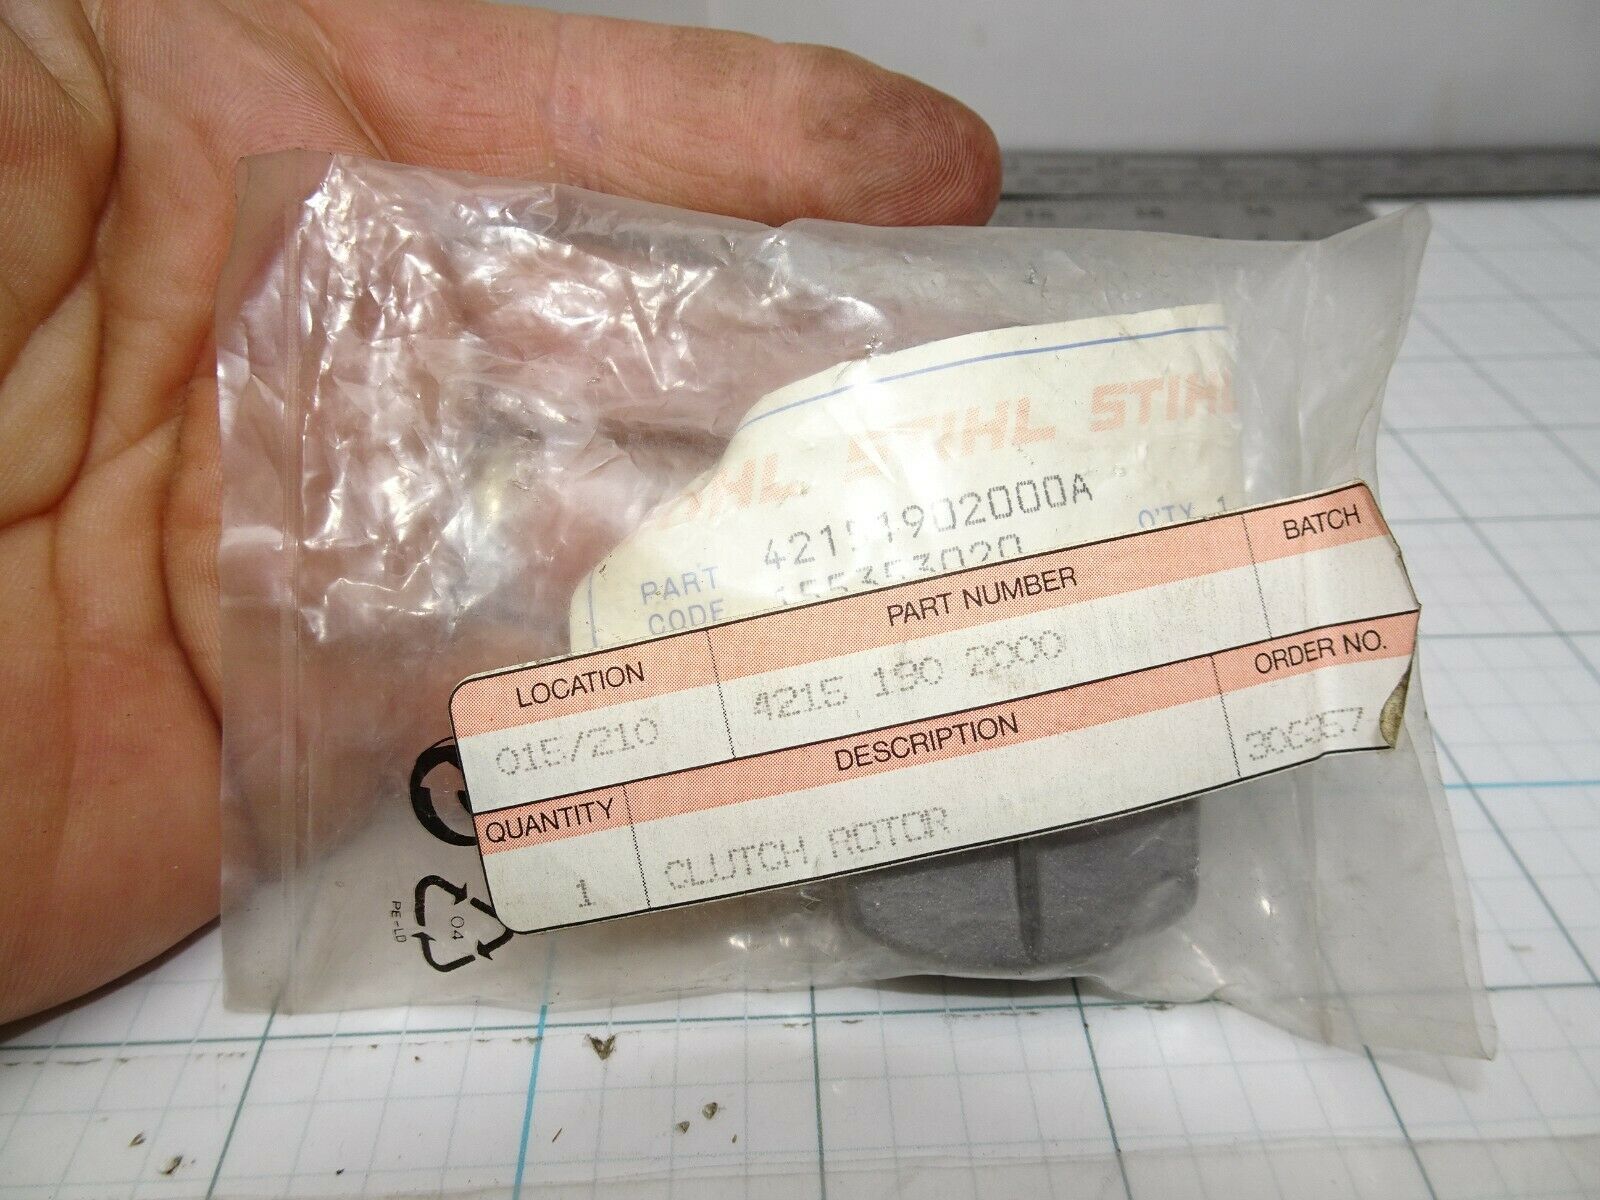 STIHL STIHL
PART 42151902000A
Q'TY 1
CODE
LOCATION PART NUMBER BATCH
015/210 4215 190 2000
QUANTITY DESCRIPTION ORDER NO.
1 CLUTCH ROTOR 306357
04
PE-LD